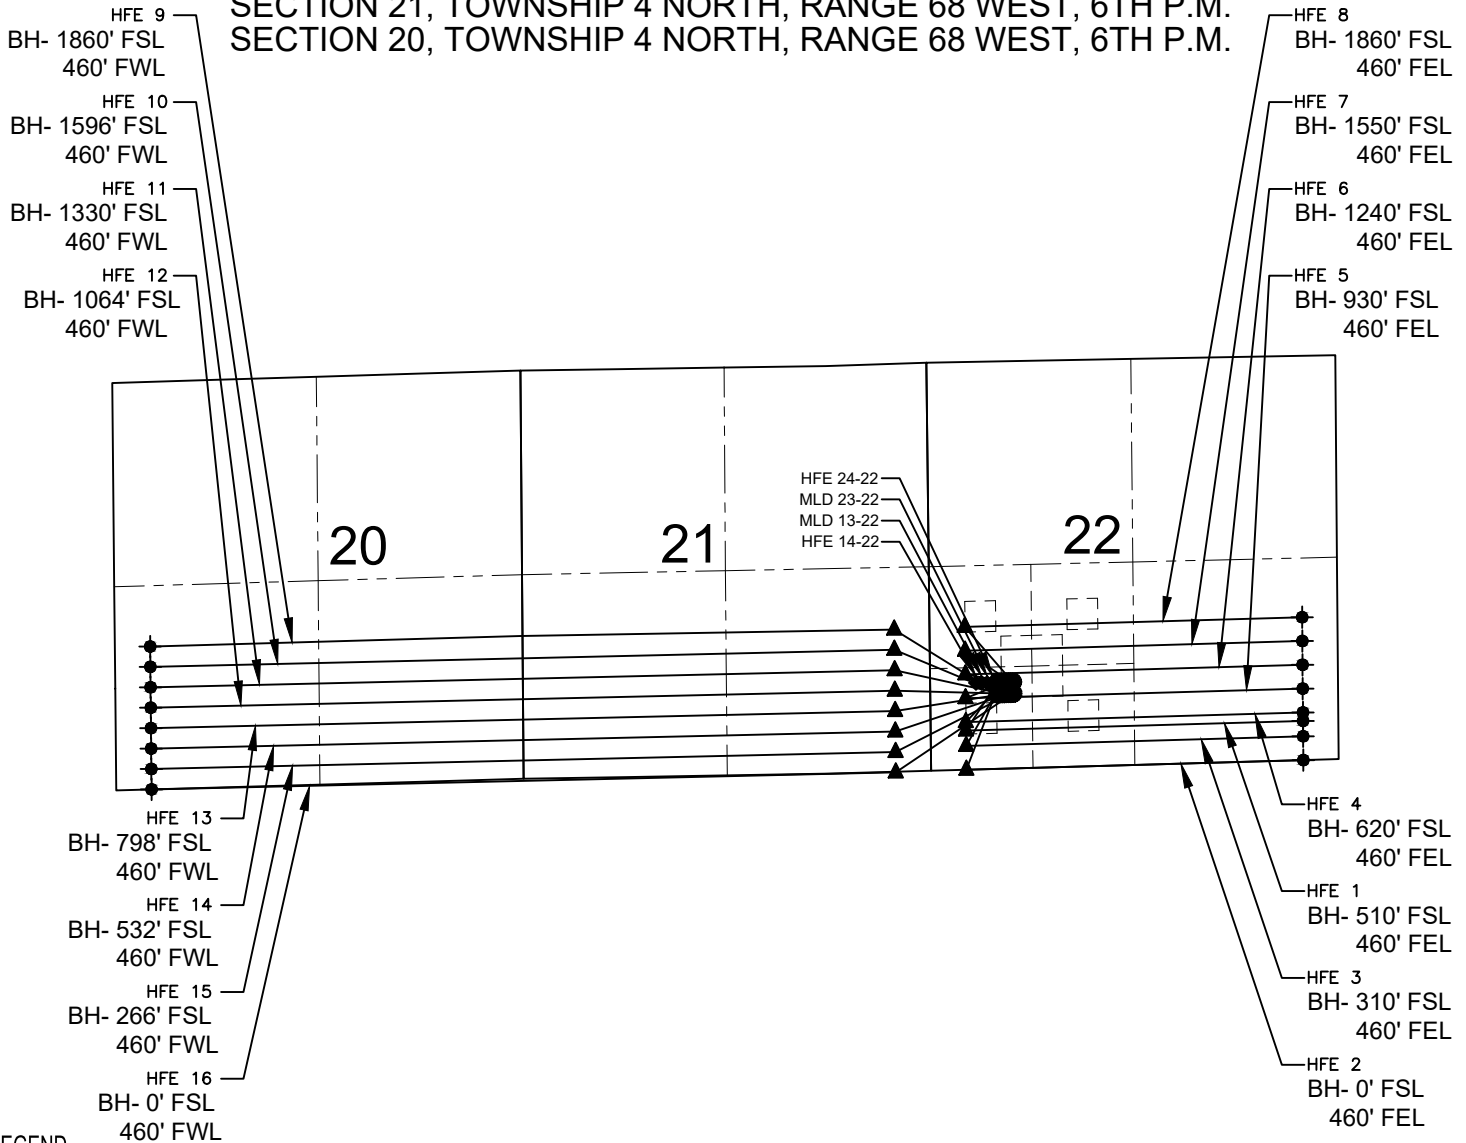 SECTION 21, TOWNSHIP 4 NORTH, RANGE 68 WEST, 6TH P.M.
SECTION 20, TOWNSHIP 4 NORTH, RANGE 68 WEST, 6TH P.M.
HFE 9
BH- 1860' FSL
460' FWL
HFE 10
BH- 1596' FSL
460' FWL
HFE 11
BH- 1330' FSL
460' FWL
HFE 12
BH- 1064' FSL
460' FWL
HFE 8
BH- 1860' FSL
460' FEL
HFE 7
BH- 1550' FSL
460' FEL
HFE 6
BH- 1240' FSL
460' FEL
HFE 5
BH- 930' FSL
460' FEL
HFE 24-22
MLD 23-22
MLD 13-22
HFE 14-22
20
21
22
HFE 13
BH- 798' FSL
460' FWL
HFE 14
BH- 532' FSL
460' FWL
HFE 15
BH- 266' FSL
460' FWL
HFE 16
BH- 0' FSL
460' FWL
HFE 4
BH- 620' FSL
460' FEL
HFE 1
BH- 510' FSL
460' FEL
HFE 3
BH- 310' FSL
460' FEL
HFE 2
BH- 0' FSL
460' FEL